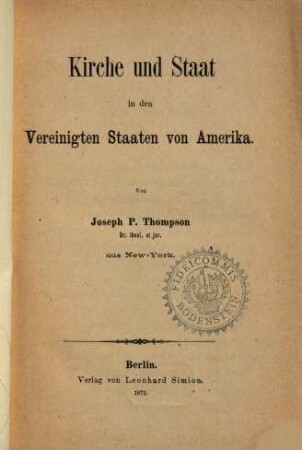 Kirche und Staat
in den
Vereinigten Staaten von Amerika.
Von
Joseph P. Thompson
Dr. theol. et jur.
aus New-York.
FIDEICOMMIS
BODENSTEIN
Berlin.
Verlag von Leonhard Simion.